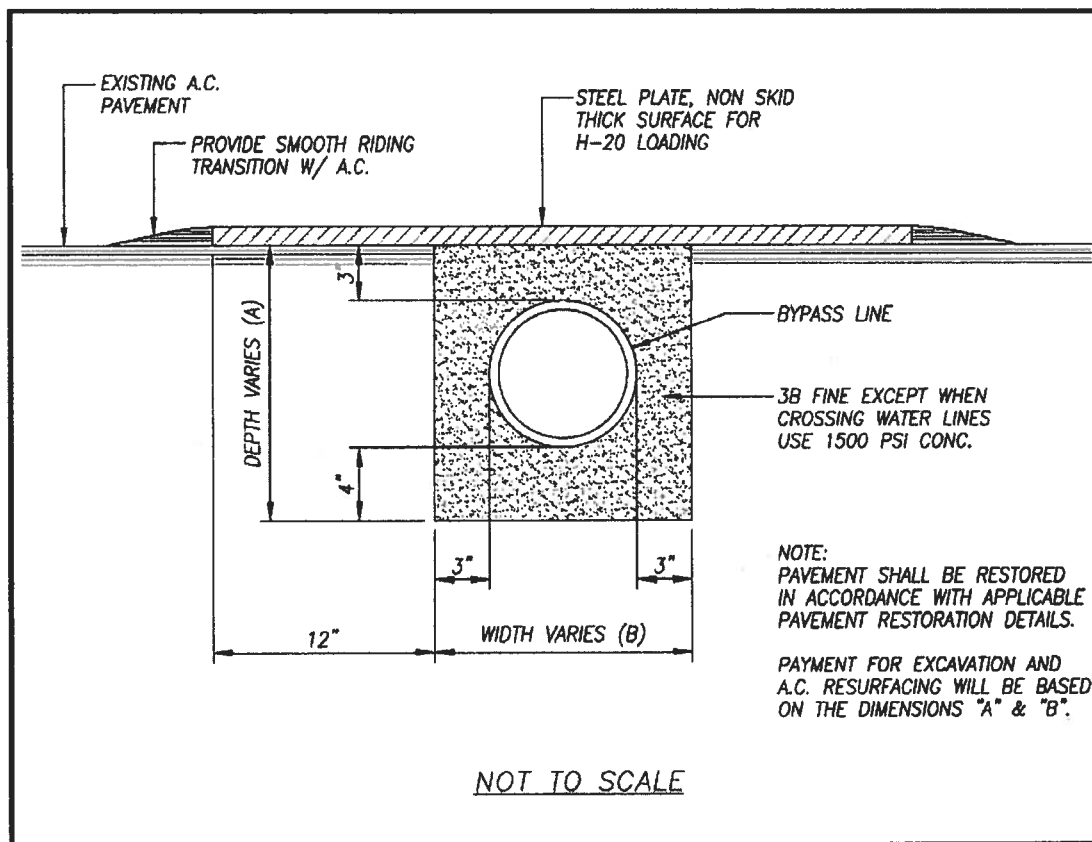 EXISTING A.C.
PAVEMENT
PROVIDE SMOOTH RIDING
TRANSITION W/ A.C.
STEEL PLATE, NON SKID
THICK SURFACE FOR
H-20 LOADING
3"
DEPTH VARIES (A)
BYPASS LINE
3B FINE EXCEPT WHEN
CROSSING WATER LINES
USE 1500 PSI CONC.
4"
3"
3"
12"
WIDTH VARIES (B)
NOTE:
PAVEMENT SHALL BE RESTORED
IN ACCORDANCE WITH APPLICABLE
PAVEMENT RESTORATION DETAILS.
PAYMENT FOR EXCAVATION AND
A.C. RESURFACING WILL BE BASED
ON THE DIMENSIONS "A" & "B".
NOT TO SCALE